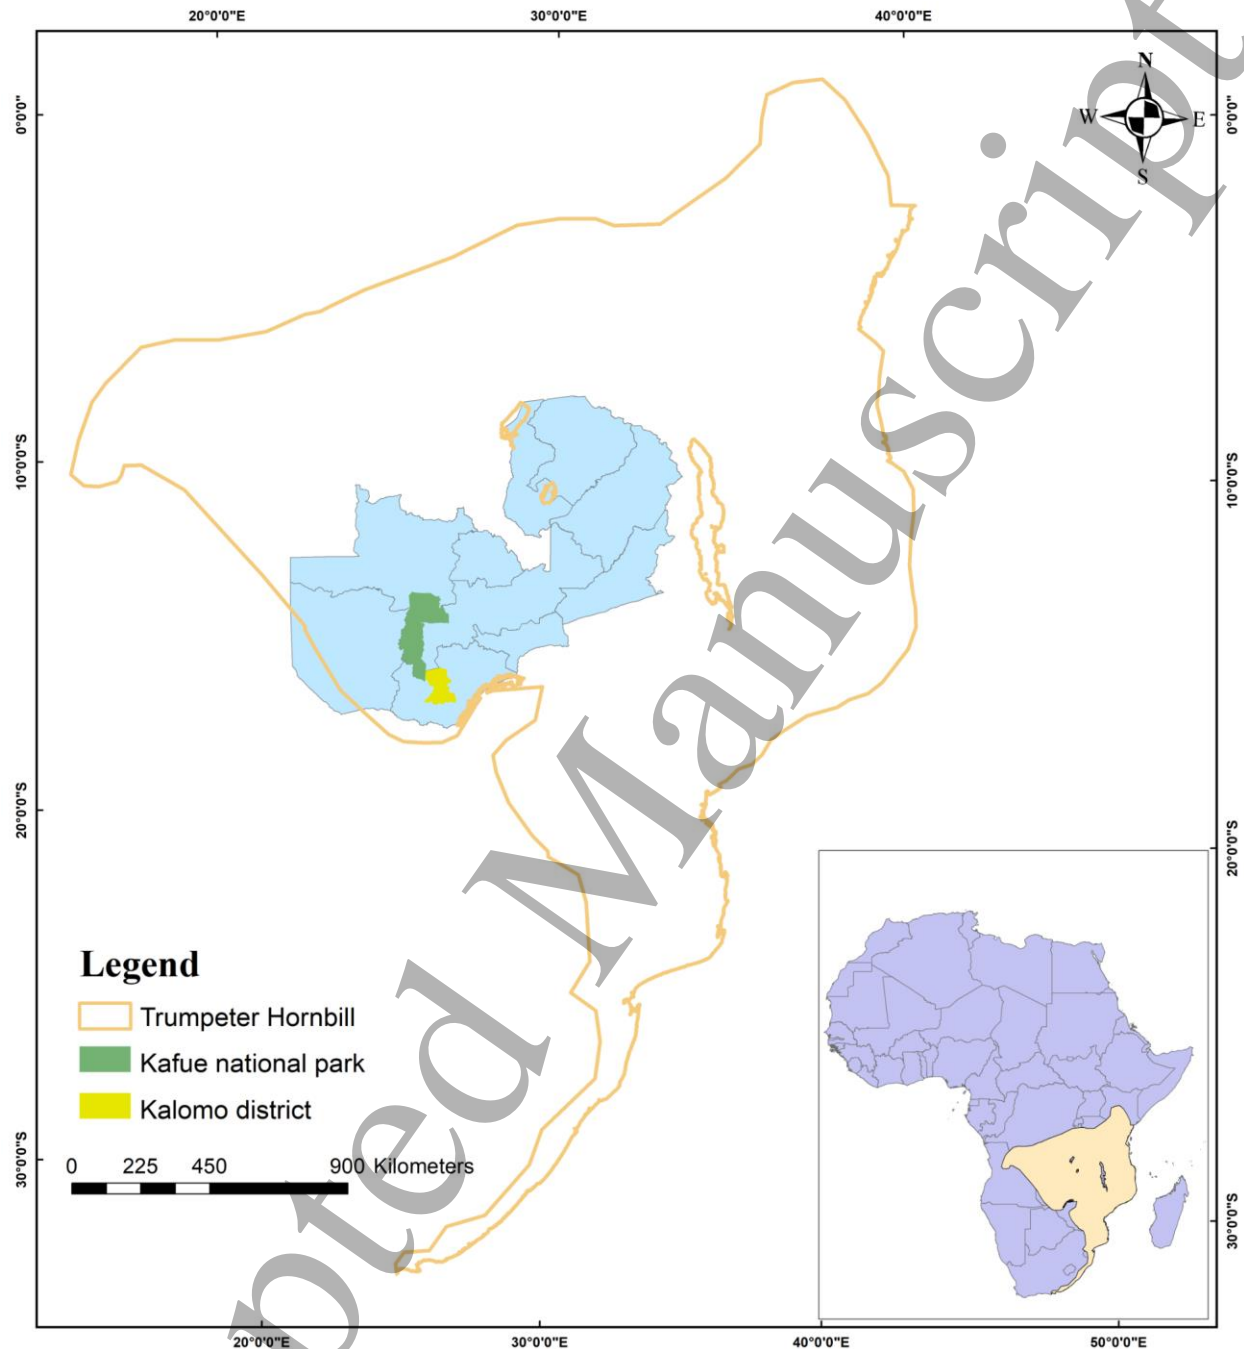 20°0'0"E 30°0'0"E 40°0'0"E
N
W E
S
0°0'0" 0°0'0"
10°0'0"S 10°0'0"S
20°0'0"S 20°0'0"S
30°0'0"S 30°0'0"S
Legend
Trumpeter Hornbill
Kafue national park
Kalomo district
0 225 450 900 Kilometers
20°0'0"E 30°0'0"E 40°0'0"E 50°0'0"E
pted Manuscript